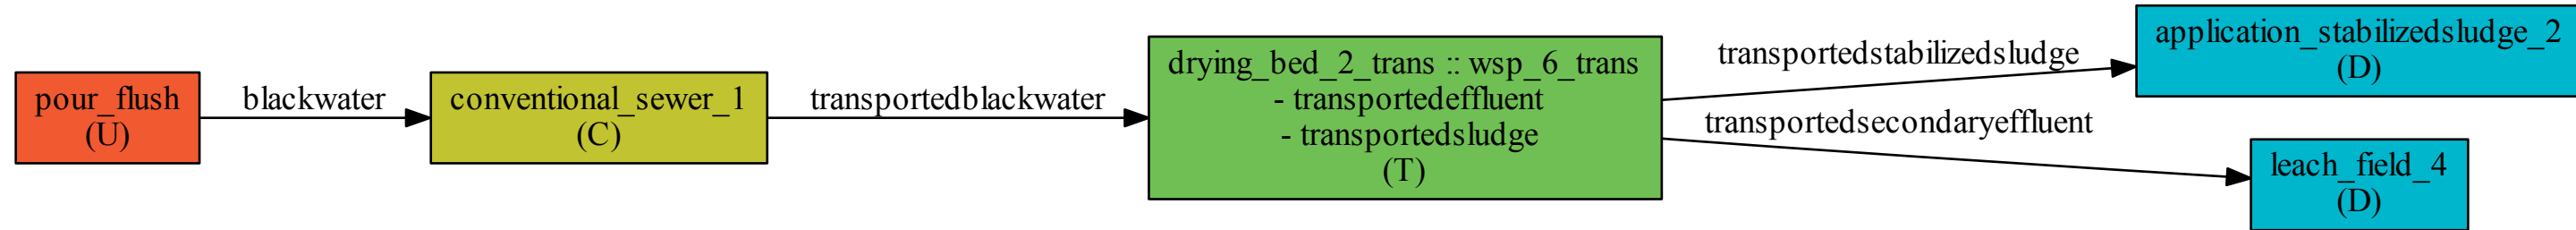 pour_flush
(U)
blackwater
conventional_sewer_1
(C)
transportedblackwater
drying_bed_2_trans :: wsp_6_trans
- transportedeffluent
- transportedsludge
(T)
transportedstabilizedsludge
transportedsecondaryeffluent
application_stabilizedsludge_2
(D)
leach_field_4
(D)